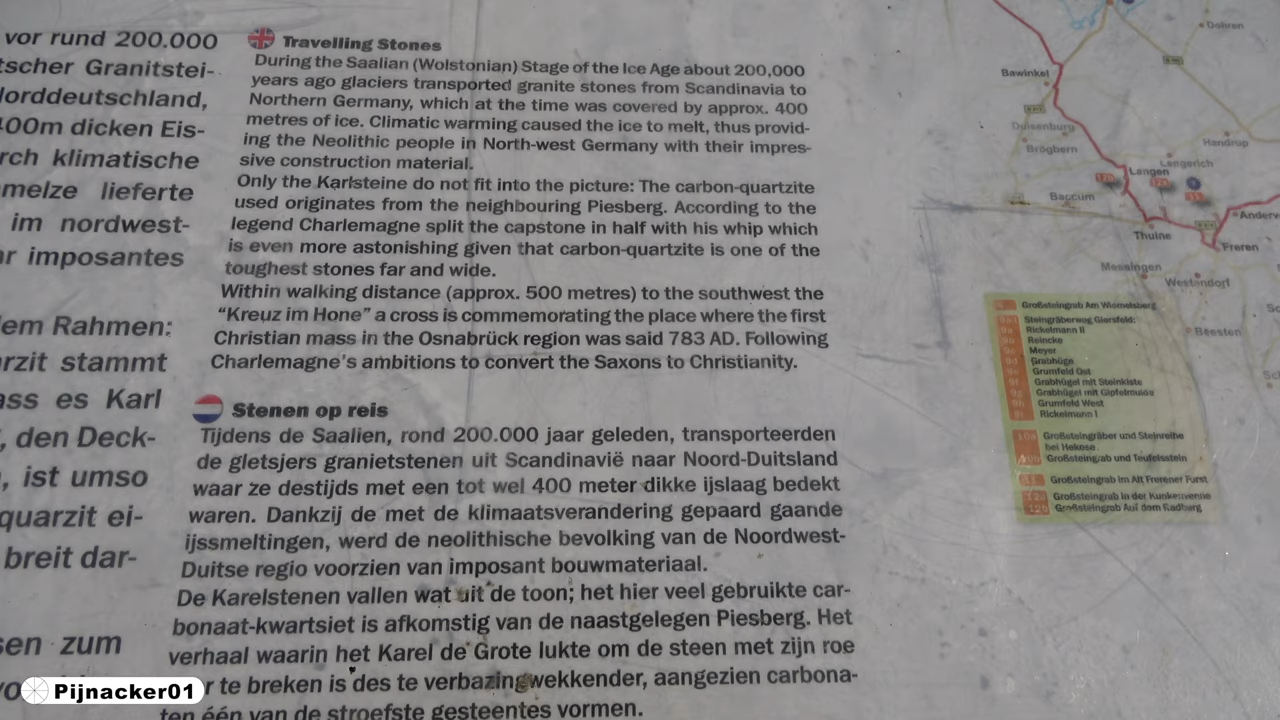 vor rund 200.000
tscher Granitstei-
Norddeutschland,
400m dicken Eis-
rch klimatische
melze lieferte
im nordwest-
ar imposantes
dem Rahmen:
arzit stammt
ass es Karl
, den Deck-
, ist umso
quarzit ei-
breit dar-
sen zum
Travelling Stones
During the Saalian (Wolstonian) Stage of the Ice Age about 200,000
years ago glaciers transported granite stones from Scandinavia to
Northern Germany, which at the time was covered by approx. 400
metres of ice. Climatic warming caused the ice to melt, thus provid-
ing the Neolithic people in North-west Germany with their impres-
sive construction material.
Only the Karlsteine do not fit into the picture: The carbon-quartzite
used originates from the neighbouring Piesberg. According to the
legend Charlemagne split the capstone in half with his whip which
is even more astonishing given that carbon-quartzite is one of the
toughest stones far and wide.
Within walking distance (approx. 500 metres) to the southwest the
“Kreuz im Hone” a cross is commemorating the place where the first
Christian mass in the Osnabrück region was said 783 AD. Following
Charlemagne's ambitions to convert the Saxons to Christianity.
Stenen op reis
Tijdens de Saalien, rond 200.000 jaar geleden, transporteerden
de gletsjers granietstenen uit Scandinavië naar Noord-Duitsland
waar ze destijds met een tot wel 400 meter dikke ijslaag bedekt
waren. Dankzij de met de klimaatsverandering gepaard gaande
ijssmeltingen, werd de neolithische bevolking van de Noordwest-
Duitse regio voorzien van imposant bouwmateriaal.
De Karelstenen vallen wat uit de toon; het hier veel gebruikte car-
bonaat-kwartsiet is afkomstig van de naastgelegen Piesberg. Het
verhaal waarin het Karel de Grote lukte om de steen met zijn roe
r te breken is des te verbazingwekkender, aangezien carbona-
ten één van de stroefste gesteentes vormen.
Dohren
Bawinkel
Duisenburg
Brögbern
Handrup
Lengerich
Langen
Baccum
Anderv
Thuine
Freren
Messingen
Westindorf
Beesten
Großsteingrab Am Wiemelsberg
Steingräberweg Giersfeld:
Rickelmann II
Reincke
Meyer
Grabhüge
Grumfeld Ost
Grabhügel mit Steinkiste
Grabhügel mit Gipfelmulde
Grumfeld West
Rickelmann I
10a Großsteingräber und Steinreihe
bei Hekese
Großsteingrab und Teufelsstein
Großsteingrab im Alt Frerener Forst
12a Großsteingrab in der Kunkenvenne
12b Großsteingrab Auf dem Radberg
Pijnacker01